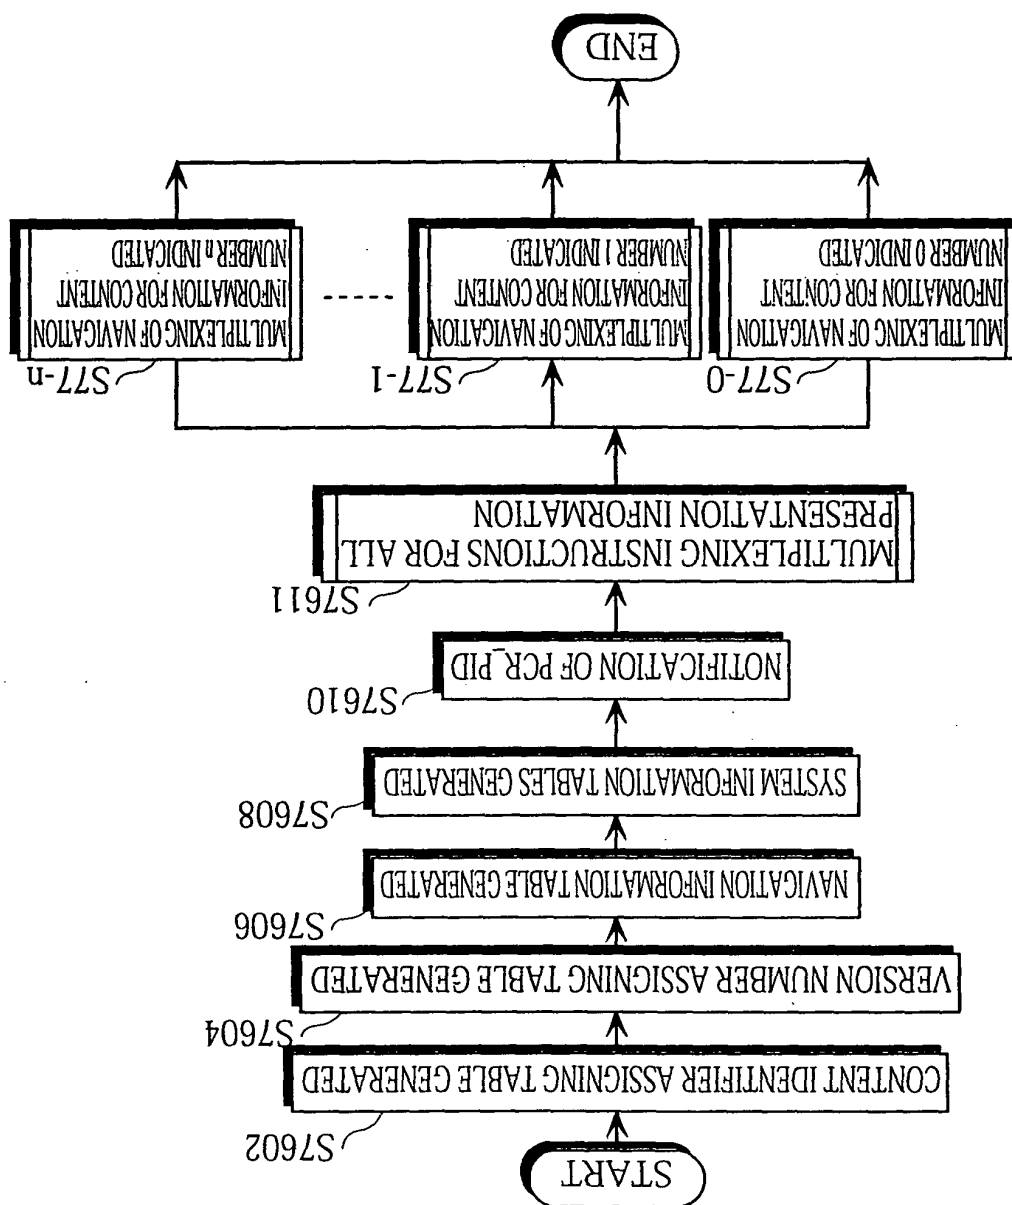 START
S7602
CONTENT IDENTIFIER ASSIGNING TABLE GENERATED
S7604
VERSION NUMBER ASSIGNING TABLE GENERATED
S7606
NAVIGATION INFORMATION TABLE GENERATED
S7608
SYSTEM INFORMATION TABLES GENERATED
S7610
NOTIFICATION OF PCR_PID
S7611
MULTIPLEXING INSTRUCTIONS FOR ALL
PRESENTATION INFORMATION
S77-0
MULTIPLEXING OF NAVIGATION
INFORMATION FOR CONTENT
NUMBER 0 INDICATED
S77-1
MULTIPLEXING OF NAVIGATION
INFORMATION FOR CONTENT
NUMBER 1 INDICATED
S77-n
MULTIPLEXING OF NAVIGATION
INFORMATION FOR CONTENT
NUMBER n INDICATED
END